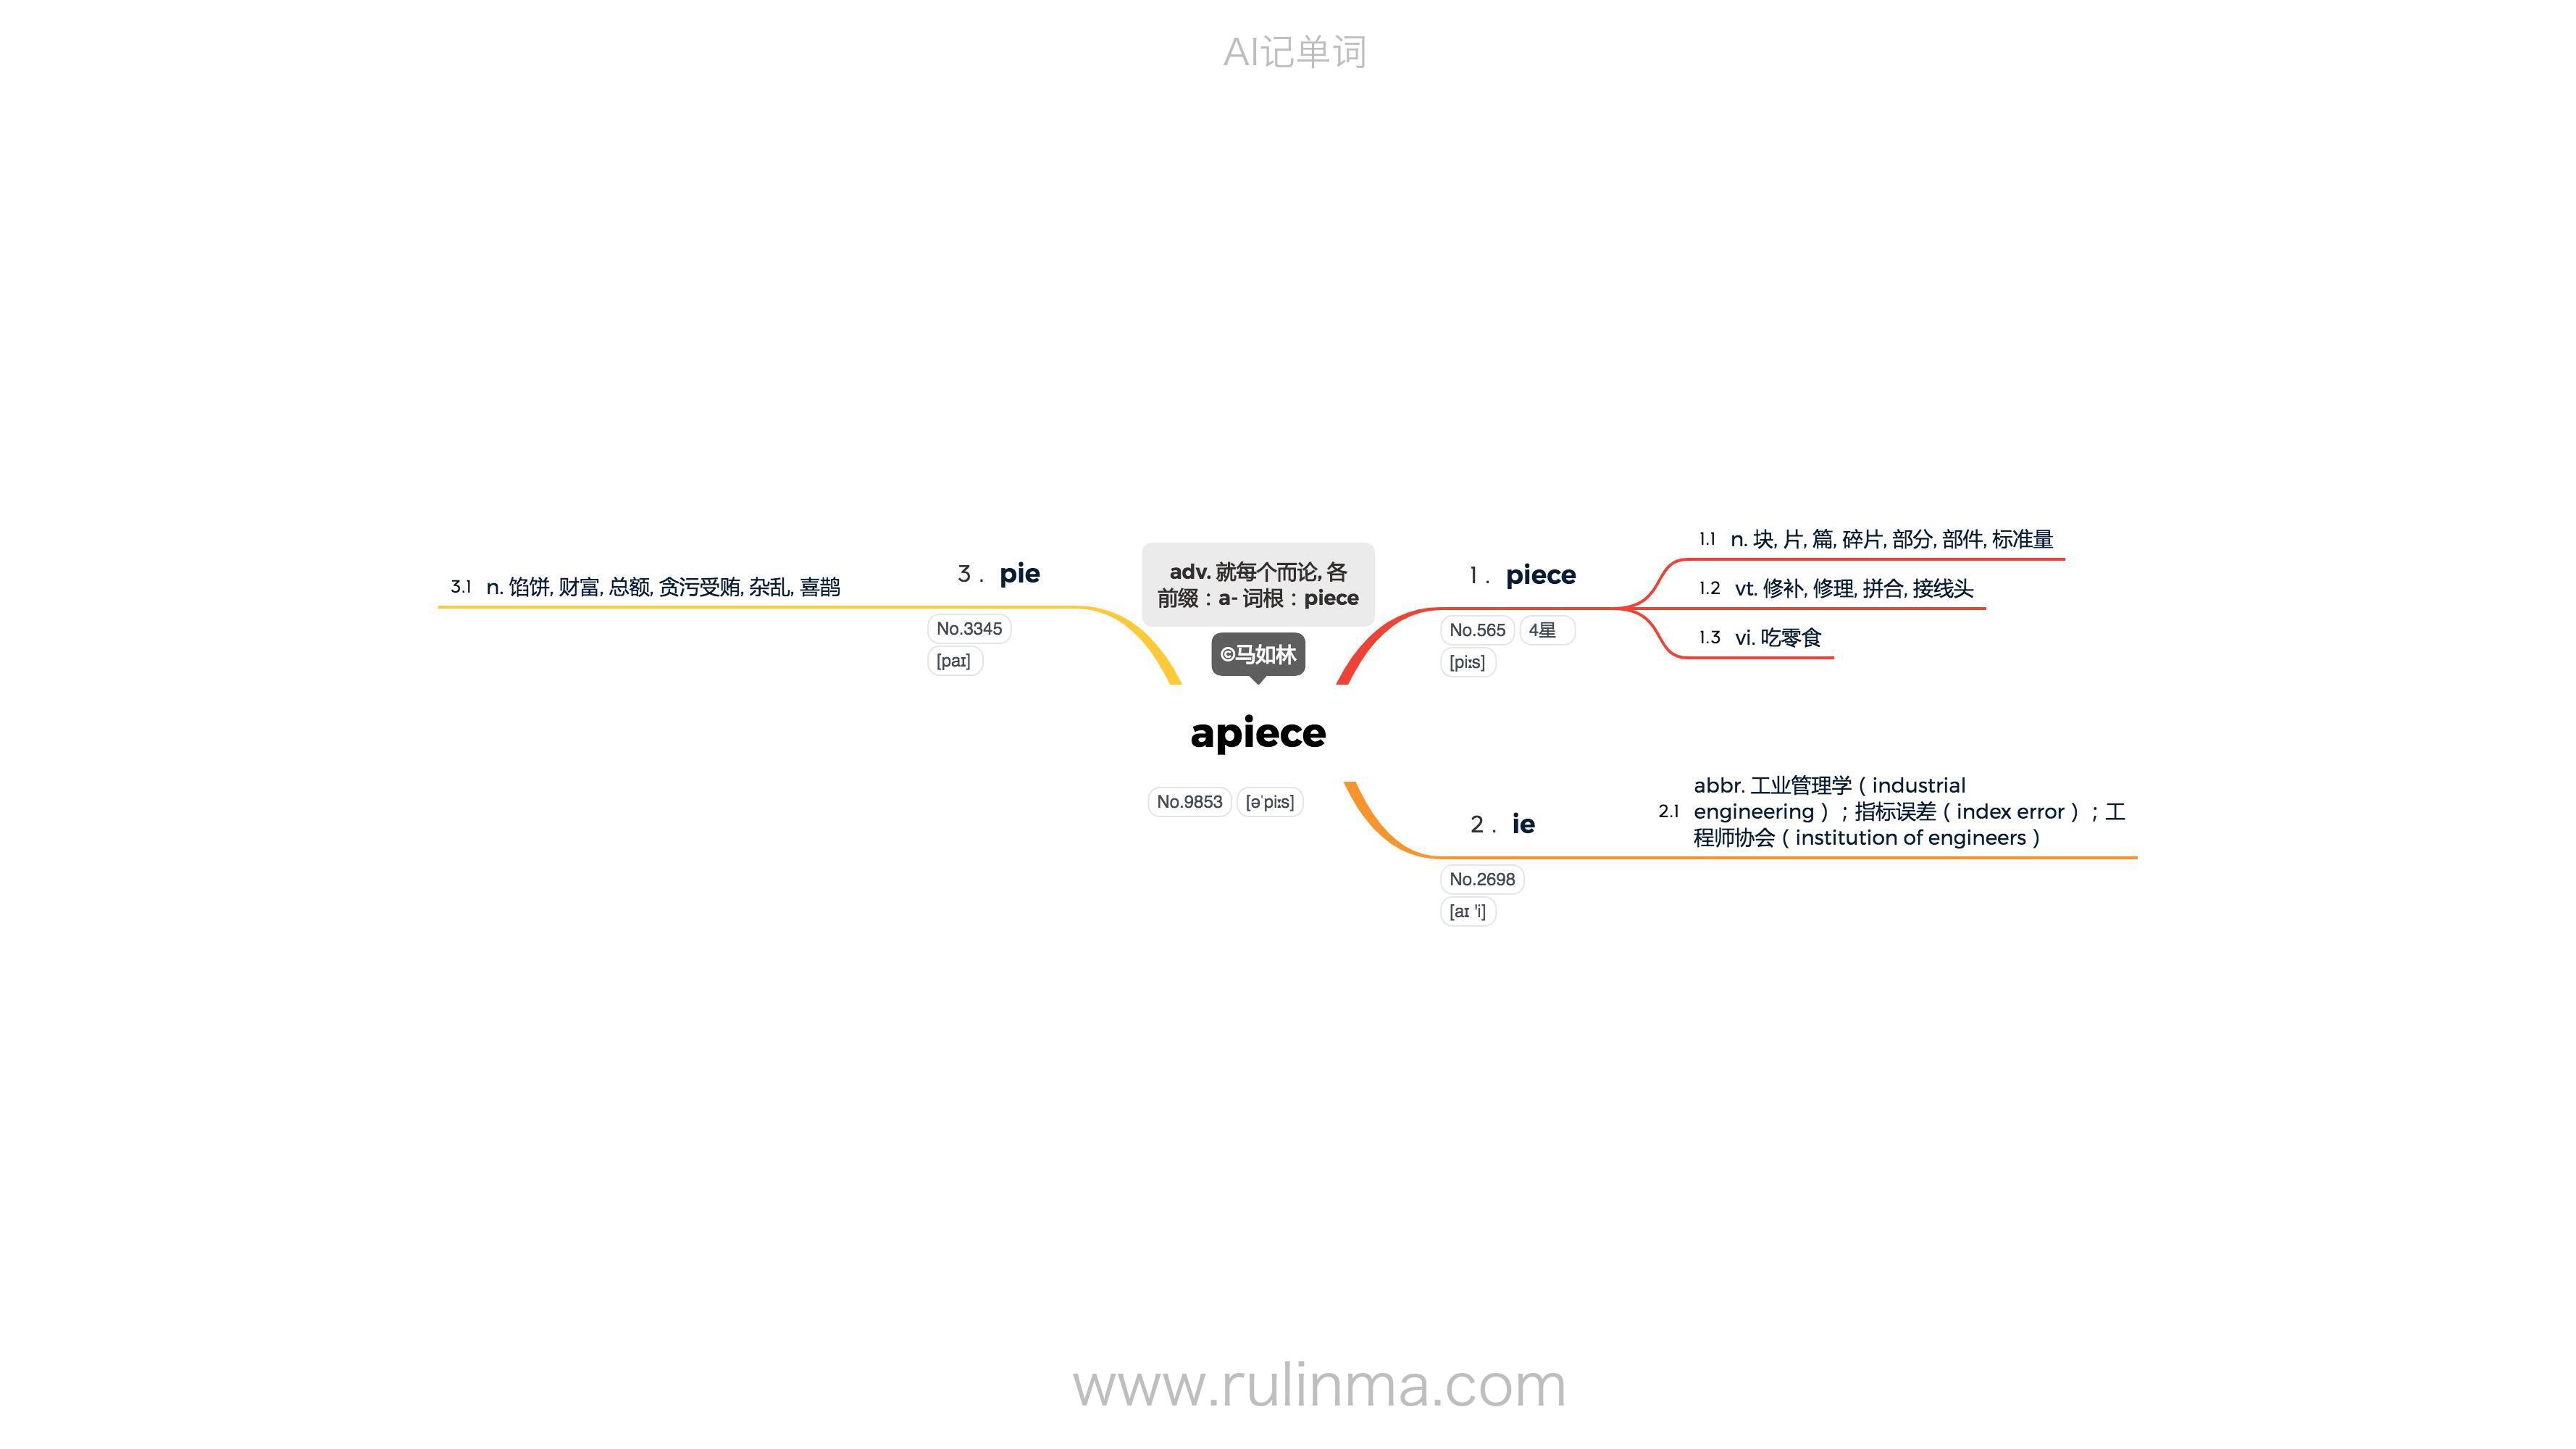 AI记单词
adv. 就每个而论, 各
前缀：a- 词根：piece
©马如林
apiece
No.9853 [ə'pi:s]
1. piece
No.565 4星
[pi:s]
1.1 n. 块, 片, 篇, 碎片, 部分, 部件, 标准量
1.2 vt. 修补, 修理, 拼合, 接线头
1.3 vi. 吃零食
2. ie
No.2698
[aɪ 'i]
2.1 abbr. 工业管理学（industrial
engineering）；指标误差（index error）；工
程师协会（institution of engineers）
3. pie
No.3345
[paɪ]
3.1 n. 馅饼, 财富, 总额, 贪污受贿, 杂乱, 喜鹊
www.rulinma.com